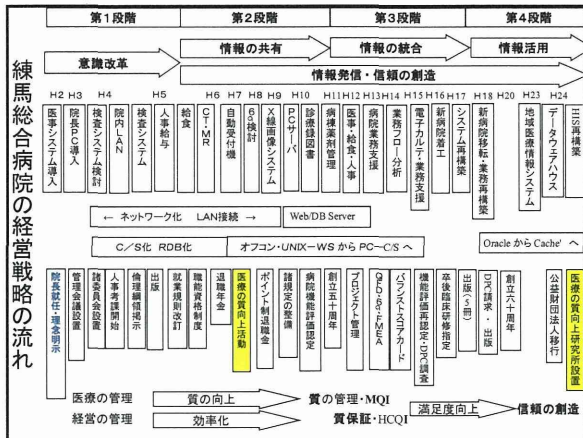 練馬総合病院の経営戦略の流れ
第1段階
第2段階
第3段階
第4段階
意識改革
情報の共有
情報の統合
情報活用
情報発信・信頼の創造
H2 H3 H4 H5 H6 H7 H8 H9 H10 H11 H12 H13 H14 H15 H16 H17 H18 H20 H23 H24
医事システム導入
院長PC導入
検査システム検討
院内LAN
検査システム
人事給与
給食
CT・MR
自動受付機
6σ検討
X線画像システム
PCサーバ
診療録図書
病棟薬剤管理
医事・給食・人事
病院業務支援
業務フロー分析
電子カルテ・業務支援
新病院着工
システム再構築
新病院移転・業務再構築
地域医療情報システム
データウェアハウス
HIS再構築
← ネットワーク化 LAN接続 →
Web/DB Server
C/S化 RDB化
オフコン・UNIX-WS から PC〜C/S へ
Oracle から Cache' へ
院長就任・理念明示
管理会議設置
諸委員会設置
人事考課開始
倫理綱領掲示
出版
就業規則改訂
職能資格制度
退職年金
医療の質向上活動
ポイント制退職金
諸規定の整備
病院機能評価認定
創立五十周年
プロジェクト管理
QFD・6σ・FMEA
バランストスコアカード
機能評価再認定・DPC調査
卒後臨床研修指定
出版(5冊)
DPC請求・出版
創立六十周年
公益財団法人移行
医療の質向上研究所設置
医療の管理
質の向上
質の管理・MQI
経営の管理
効率化
質保証・HCQI
満足度向上
信頼の創造